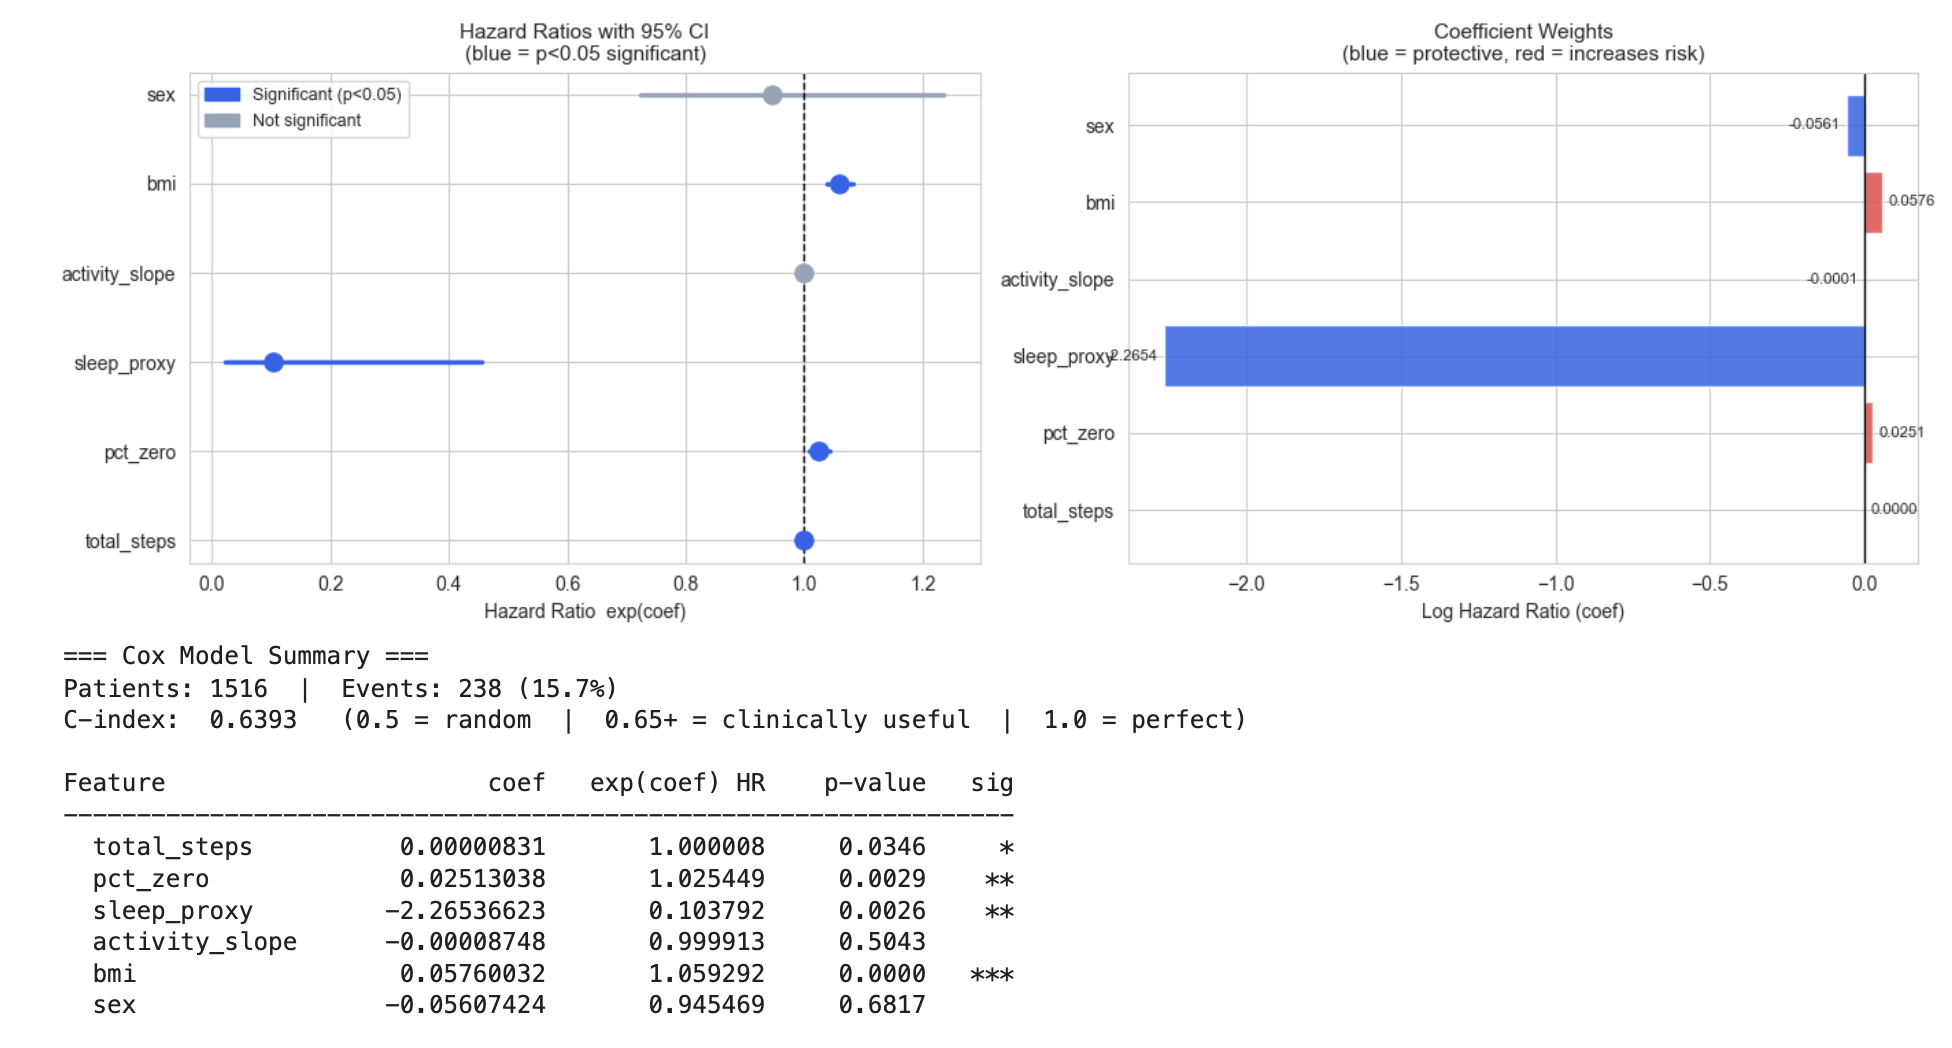 Hazard Ratios with 95% CI
(blue = p<0.05 significant)
Significant (p<0.05)
Not significant
sex
bmi
activity_slope
sleep_proxy
pct_zero
total_steps
0.0 0.2 0.4 0.6 0.8 1.0 1.2
Hazard Ratio exp(coef)
Coefficient Weights
(blue = protective, red = increases risk)
sex -0.0561
bmi 0.0576
activity_slope -0.0001
sleep_proxy -2.2654
pct_zero 0.0251
total_steps 0.0000
−2.0 −1.5 −1.0 −0.5 0.0
Log Hazard Ratio (coef)
=== Cox Model Summary ===
Patients: 1516 | Events: 238 (15.7%)
C-index: 0.6393 (0.5 = random | 0.65+ = clinically useful | 1.0 = perfect)
Feature coef exp(coef) HR p-value sig
----------------------------------------------------------------- 
total_steps 0.00000831 1.000008 0.0346 *
pct_zero 0.02513038 1.025449 0.0029 **
sleep_proxy -2.26536623 0.103792 0.0026 **
activity_slope -0.00008748 0.999913 0.5043
bmi 0.05760032 1.059292 0.0000 ***
sex -0.05607424 0.945469 0.6817